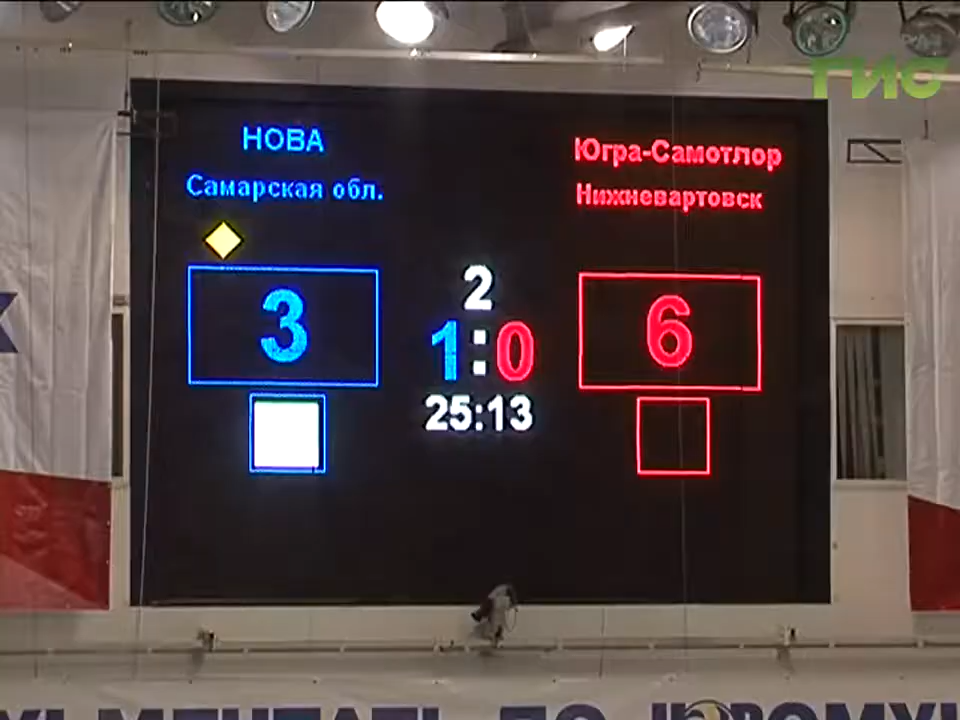 ГИС
НОВА
Самарская обл.
Югра-Самотлор
Нижневартовск
3
2
1:0
25:13
6